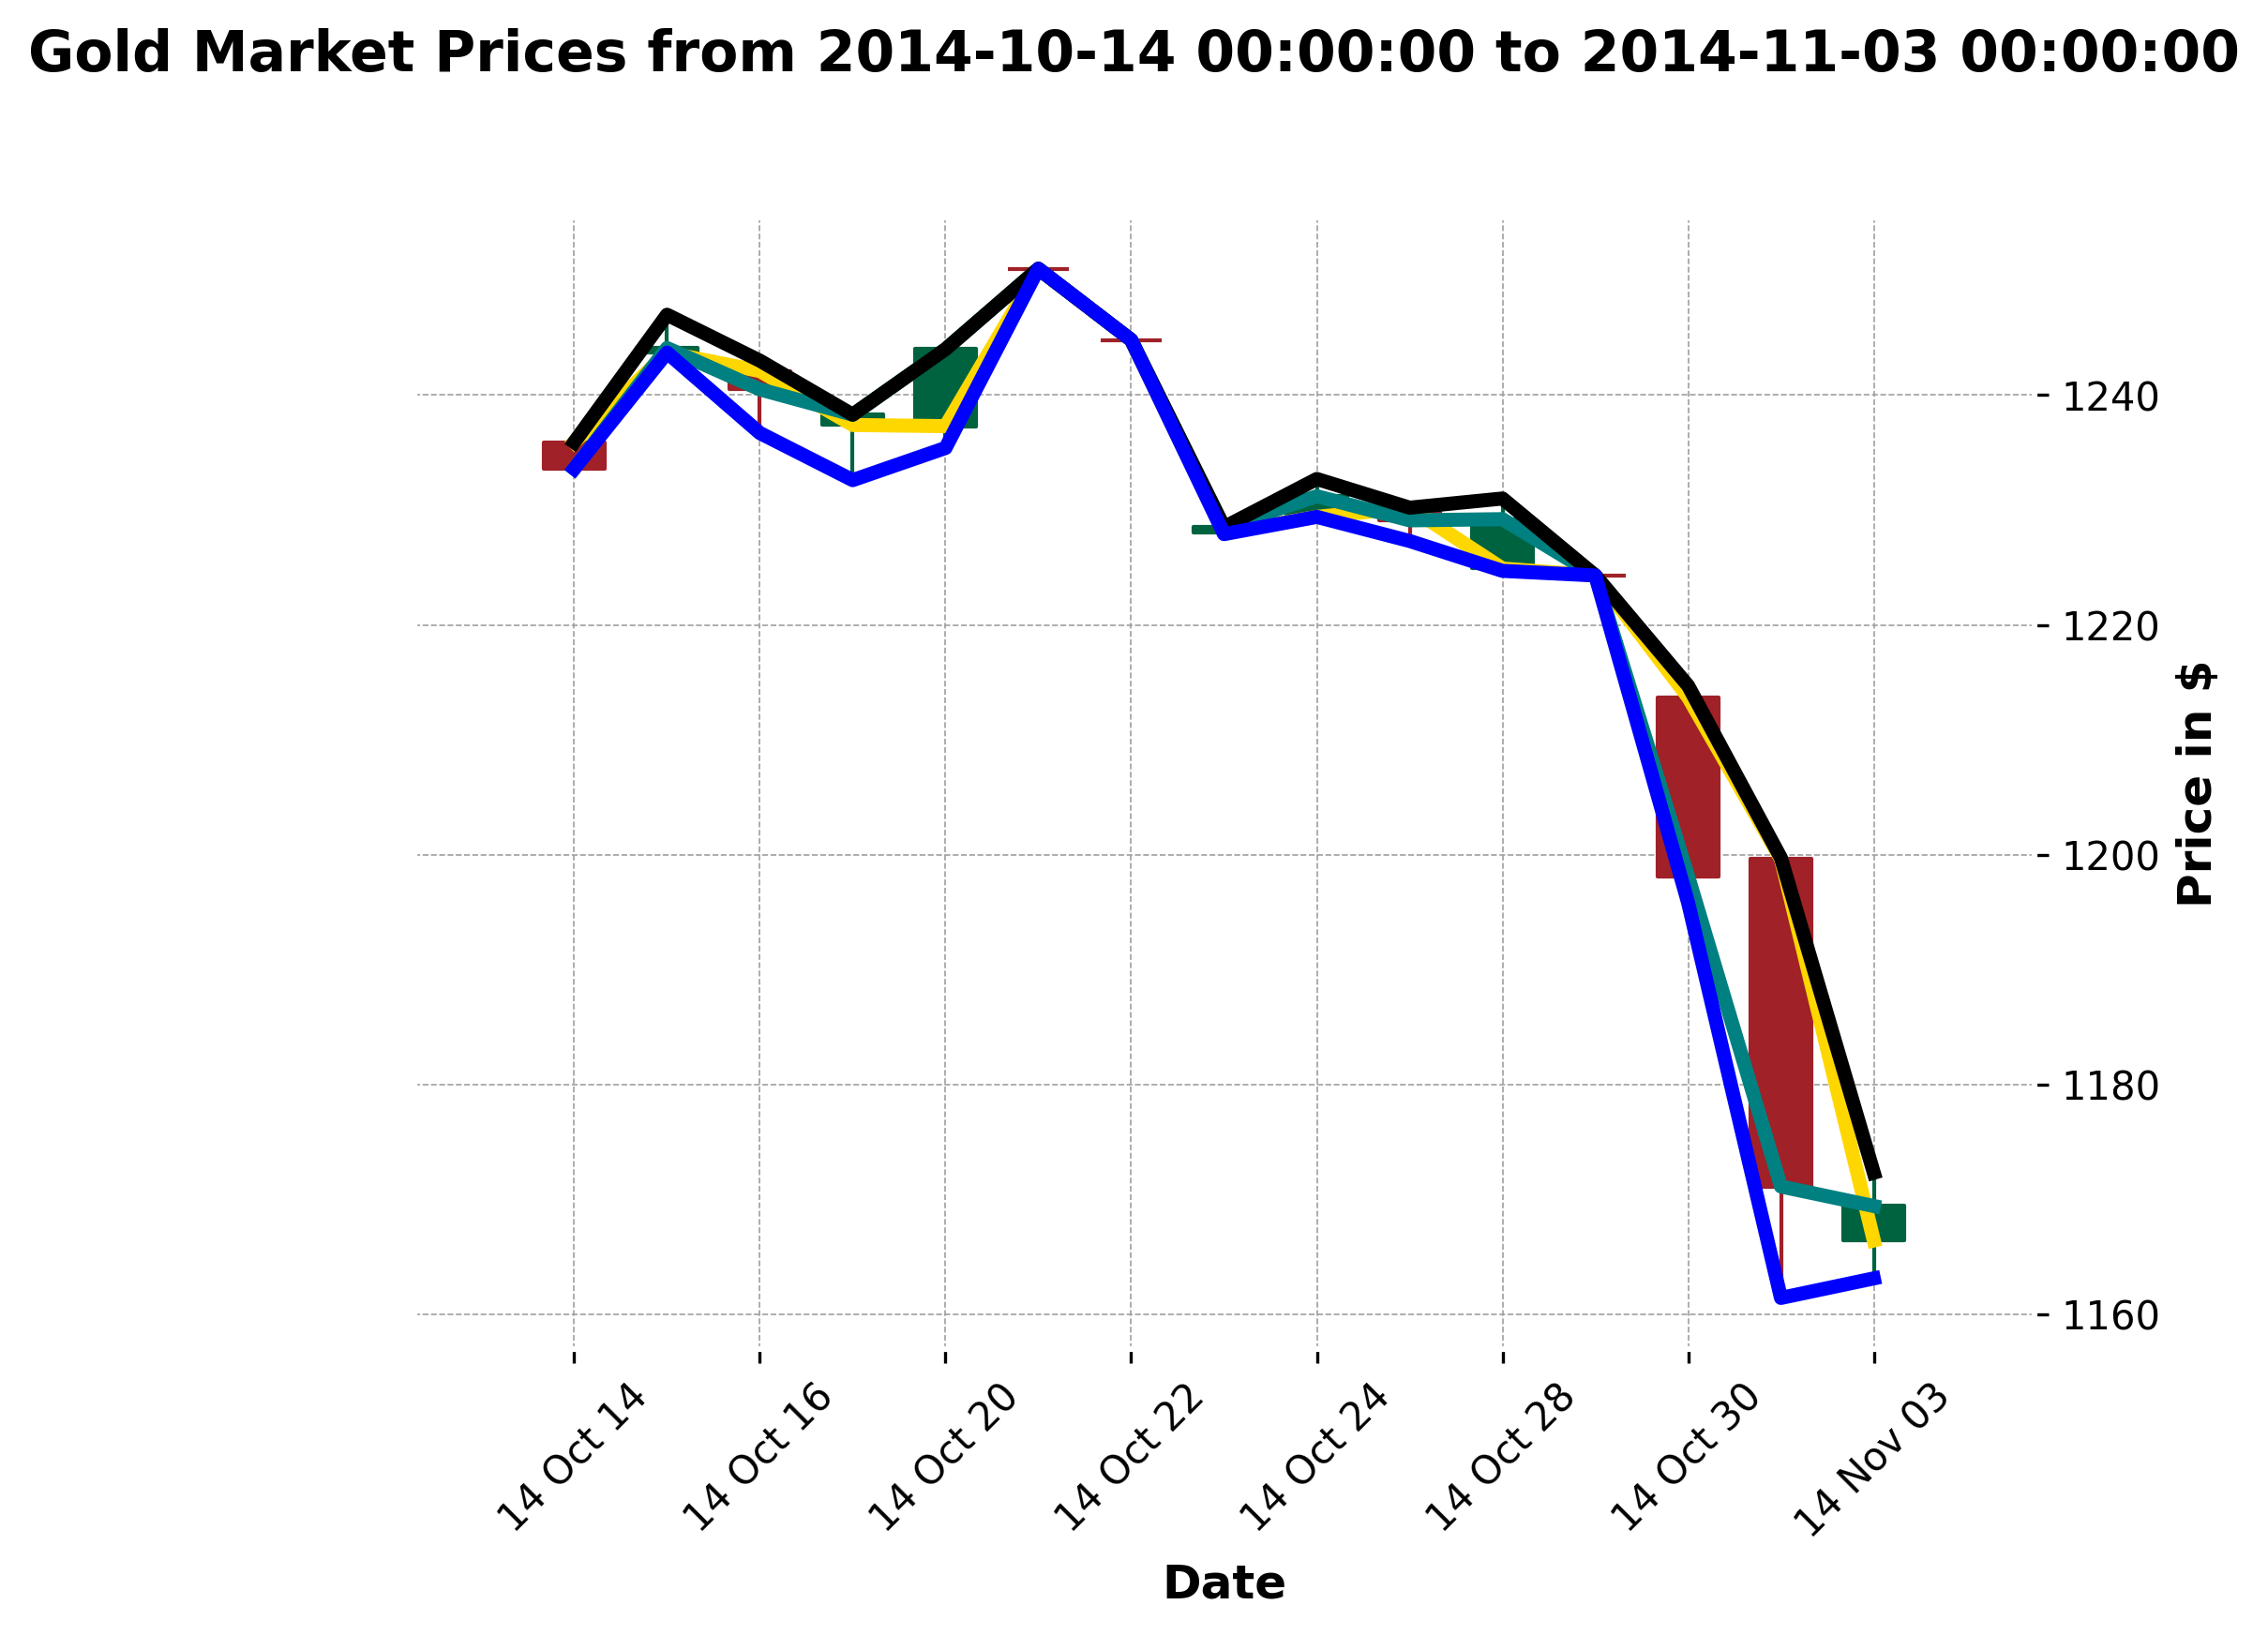 Gold Market Prices from 2014-10-14 00:00:00 to 2014-11-03 00:00:00
1240
1220
1200
1180
1160
Price in $
14 Oct 14
14 Oct 16
14 Oct 20
14 Oct 22
14 Oct 24
14 Oct 28
14 Oct 30
14 Nov 03
Date